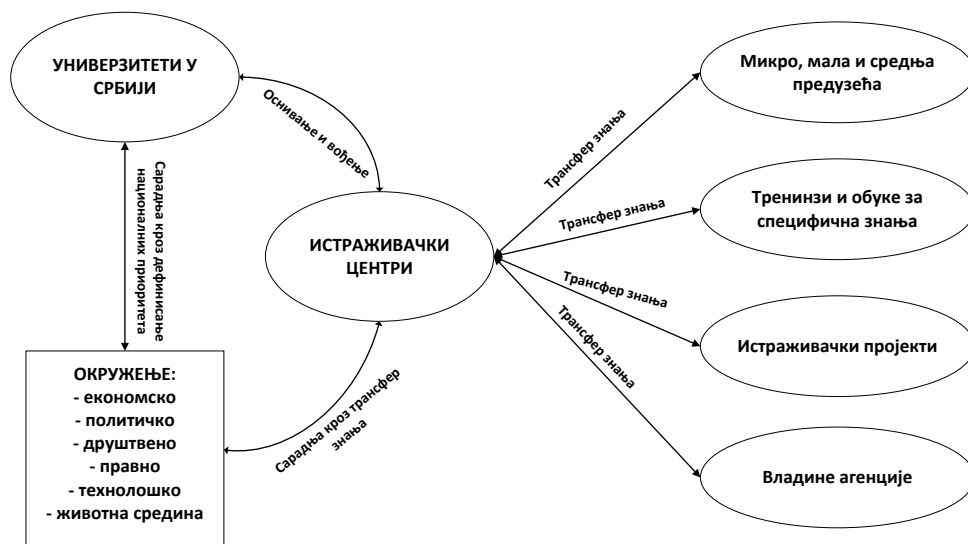 УНИВЕРЗИТЕТИ У
СРБИЈИ
Оснивање и вођење
Сарадња кроз дефинисање
националних приоритета
ИСТРАЖИВАЧКИ
ЦЕНТРИ
ОКРУЖЕЊЕ:
- економско
- политичко
- друштвено
- правно
- технолошко
- животна средина
Сарадња кроз трансфер
знања
Трансфер знања
Трансфер знања
Трансфер знања
Трансфер знања
Микро, мала и средња
предузећа
Тренинзи и обуке за
специфична знања
Истраживачки пројекти
Владине агенције